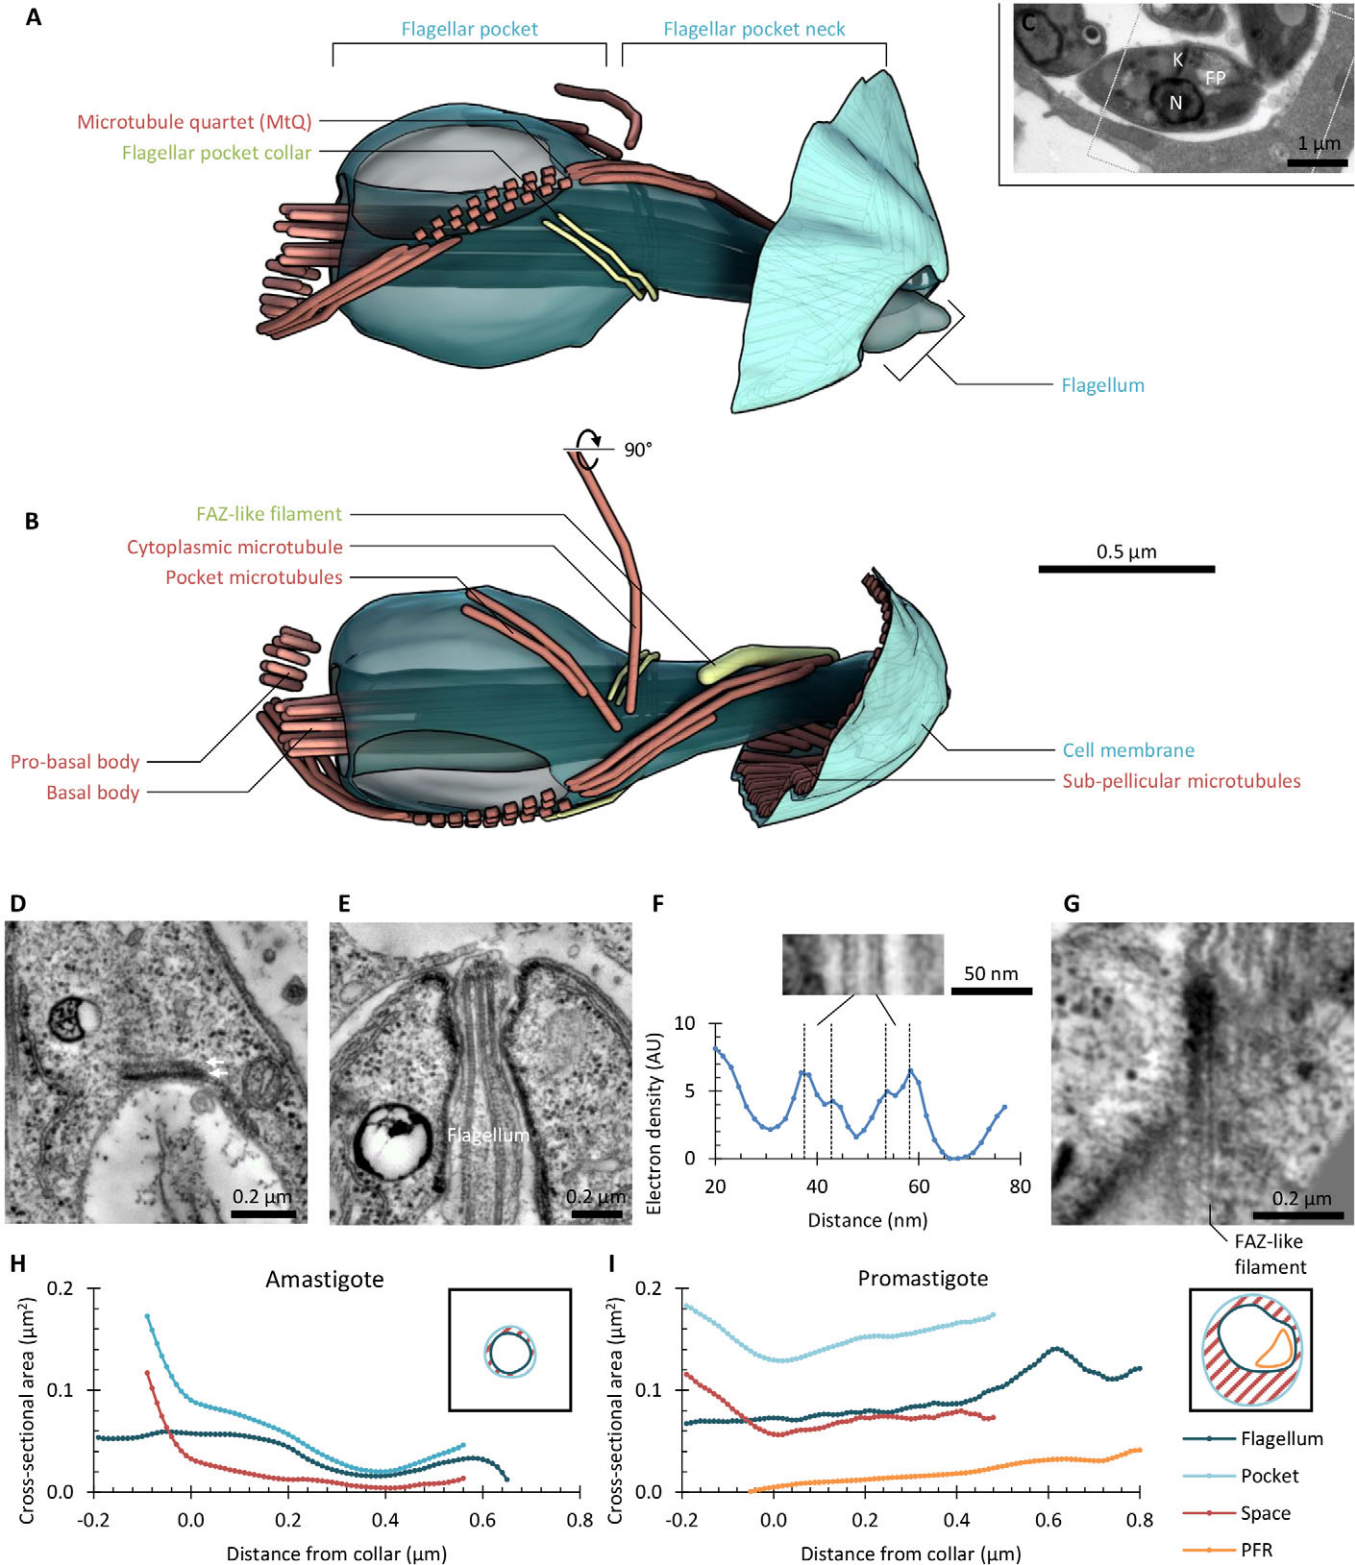 A
Flagellar pocket
Flagellar pocket neck
C
K
FP
N
1 µm
Microtubule quartet (MtQ)
Flagellar pocket collar
Flagellum
90°
B
FAZ-like filament
Cytoplasmic microtubule
Pocket microtubules
0.5 µm
Pro-basal body
Basal body
Cell membrane
Sub-pellicular microtubules
D
0.2 µm
E
Flagellum
0.2 µm
F
50 nm
Electron density (AU)
10
5
0
20
40
60
80
Distance (nm)
G
0.2 µm
FAZ-like
filament
H
Amastigote
Cross-sectional area (µm²)
0.2
0.1
0.0
-0.2
0.0
0.2
0.4
0.6
0.8
Distance from collar (µm)
I
Promastigote
Cross-sectional area (µm²)
0.2
0.1
0.0
-0.2
0.0
0.2
0.4
0.6
0.8
Distance from collar (µm)
Flagellum
Pocket
Space
PFR